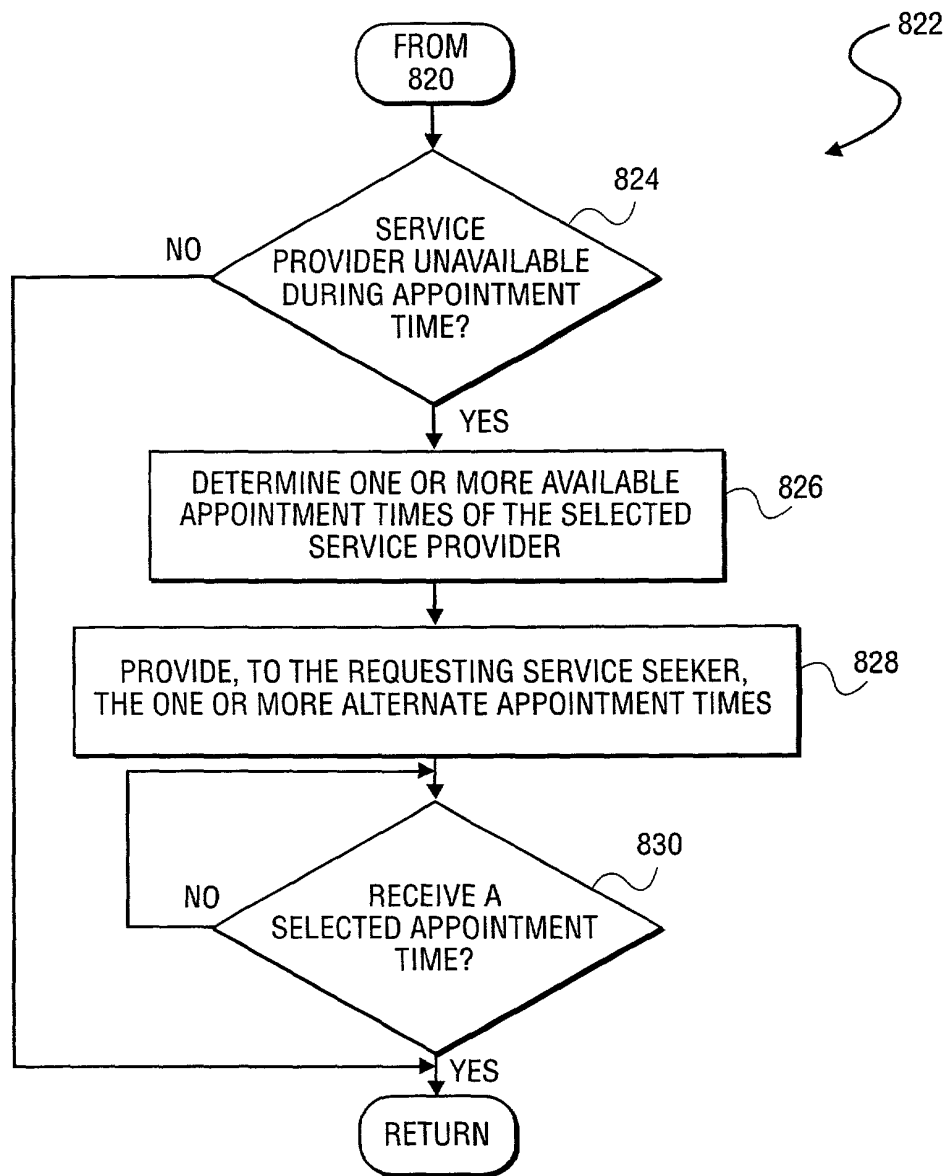 FROM
820
822
824
SERVICE
PROVIDER UNAVAILABLE
DURING APPOINTMENT
TIME?
NO
YES
DETERMINE ONE OR MORE AVAILABLE
APPOINTMENT TIMES OF THE SELECTED
SERVICE PROVIDER
826
PROVIDE, TO THE REQUESTING SERVICE SEEKER,
THE ONE OR MORE ALTERNATE APPOINTMENT TIMES
828
830
NO
RECEIVE A
SELECTED APPOINTMENT
TIME?
YES
RETURN